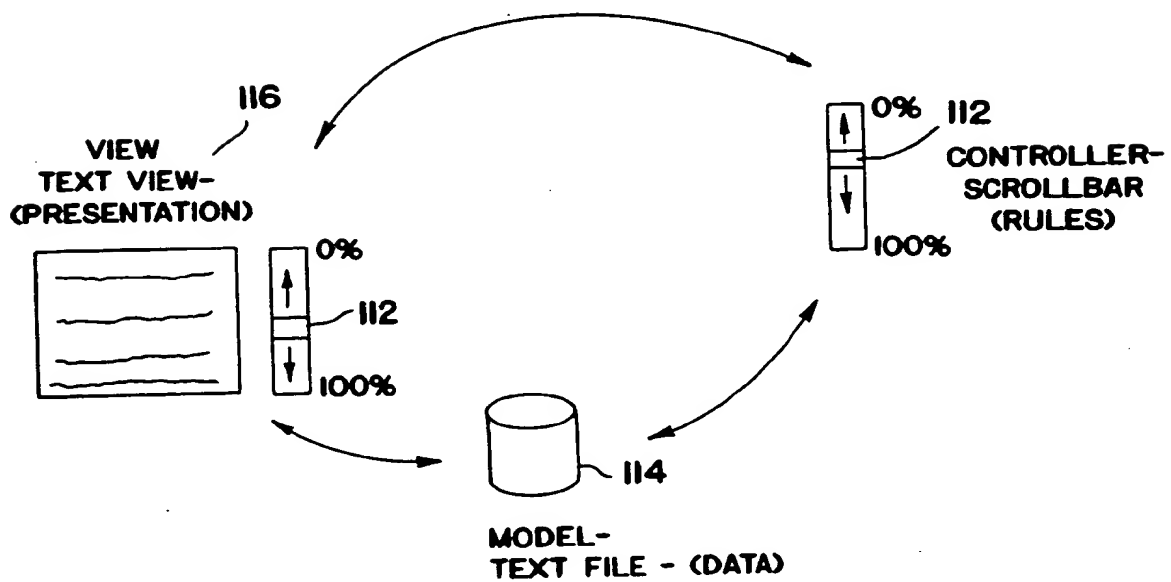 116
VIEW
TEXT VIEW-
(PRESENTATION)
0%
112
100%
0%
112
CONTROLLER-
SCROLLBAR
(RULES)
100%
114
MODEL-
TEXT FILE - (DATA)